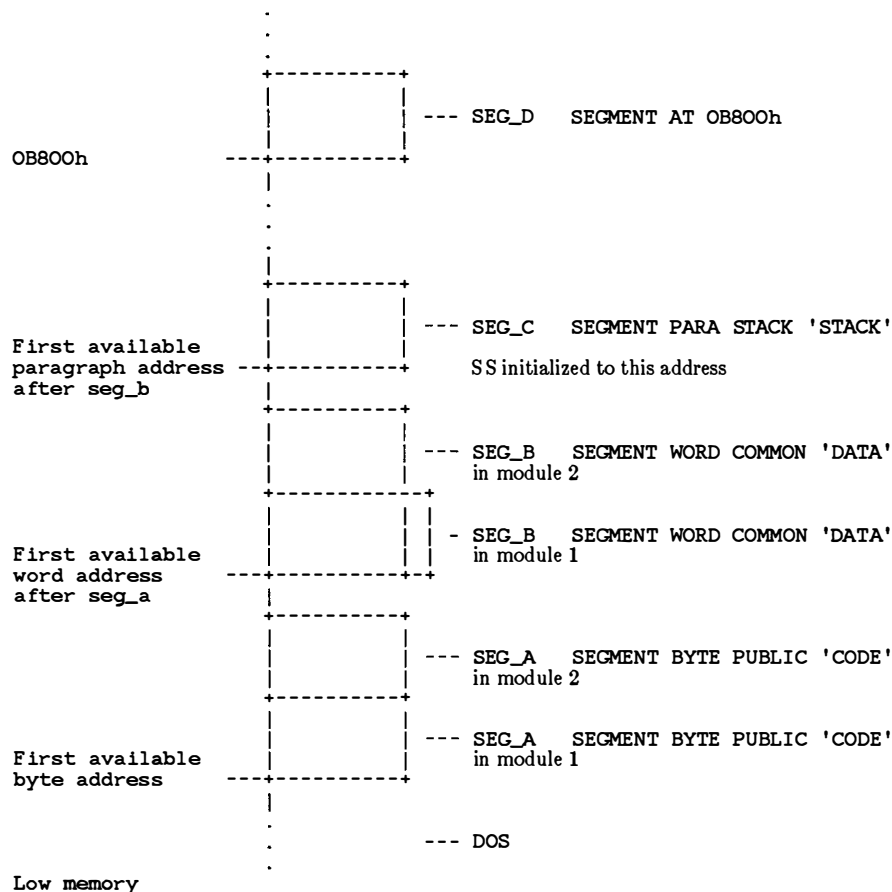 --- SEG_D SEGMENT AT 0B800h
0B800h
--- SEG_C SEGMENT PARA STACK 'STACK'
First available
paragraph address
after seg_b
SS initialized to this address
--- SEG_B SEGMENT WORD COMMON 'DATA'
in module 2
- SEG_B SEGMENT WORD COMMON 'DATA'
in module 1
First available
word address
after seg_a
--- SEG_A SEGMENT BYTE PUBLIC 'CODE'
in module 2
--- SEG_A SEGMENT BYTE PUBLIC 'CODE'
in module 1
First available
byte address
--- DOS
Low memory